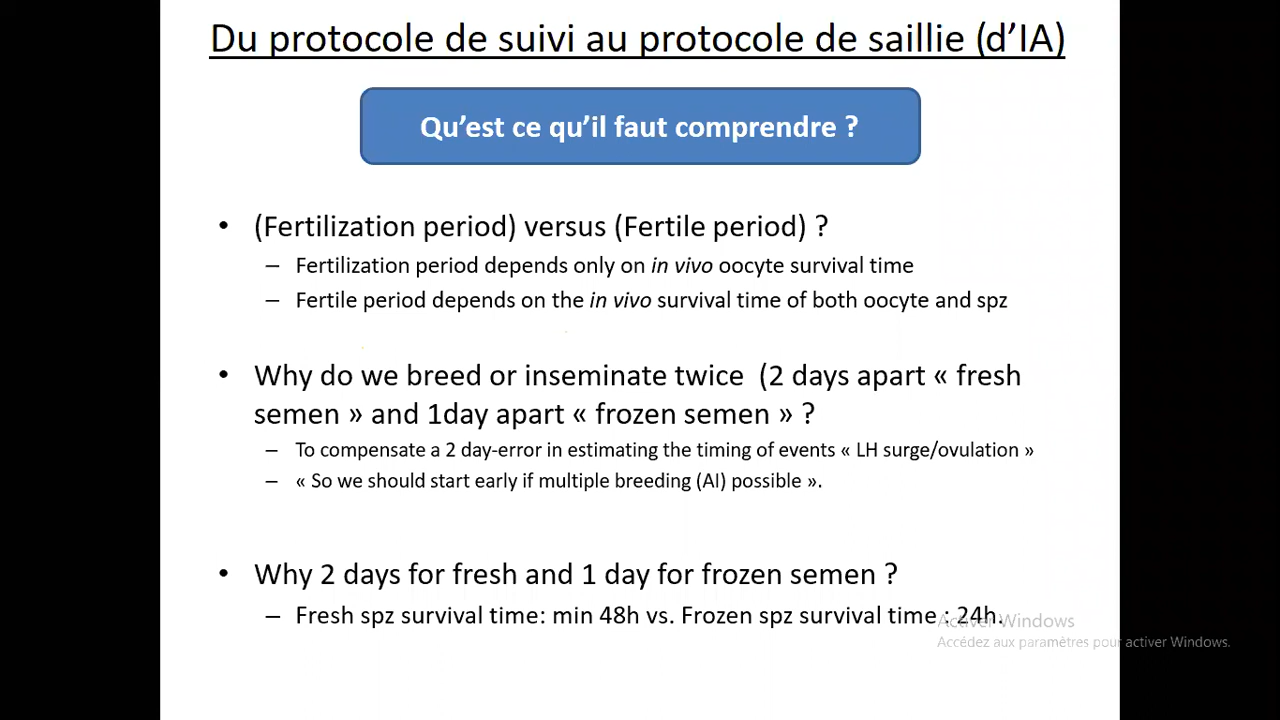 Du protocole de suivi au protocole de saillie (d'IA)
Qu'est ce qu'il faut comprendre ?
• (Fertilization period) versus (Fertile period) ?
– Fertilization period depends only on in vivo oocyte survival time
– Fertile period depends on the in vivo survival time of both oocyte and spz
• Why do we breed or inseminate twice (2 days apart « fresh
semen » and 1day apart « frozen semen » ?
– To compensate a 2 day-error in estimating the timing of events « LH surge/ovulation »
– « So we should start early if multiple breeding (AI) possible ».
• Why 2 days for fresh and 1 day for frozen semen ?
– Fresh spz survival time: min 48h vs. Frozen spz survival time : 24h.
Activer Windows
Accédez aux paramètres pour activer Windows.